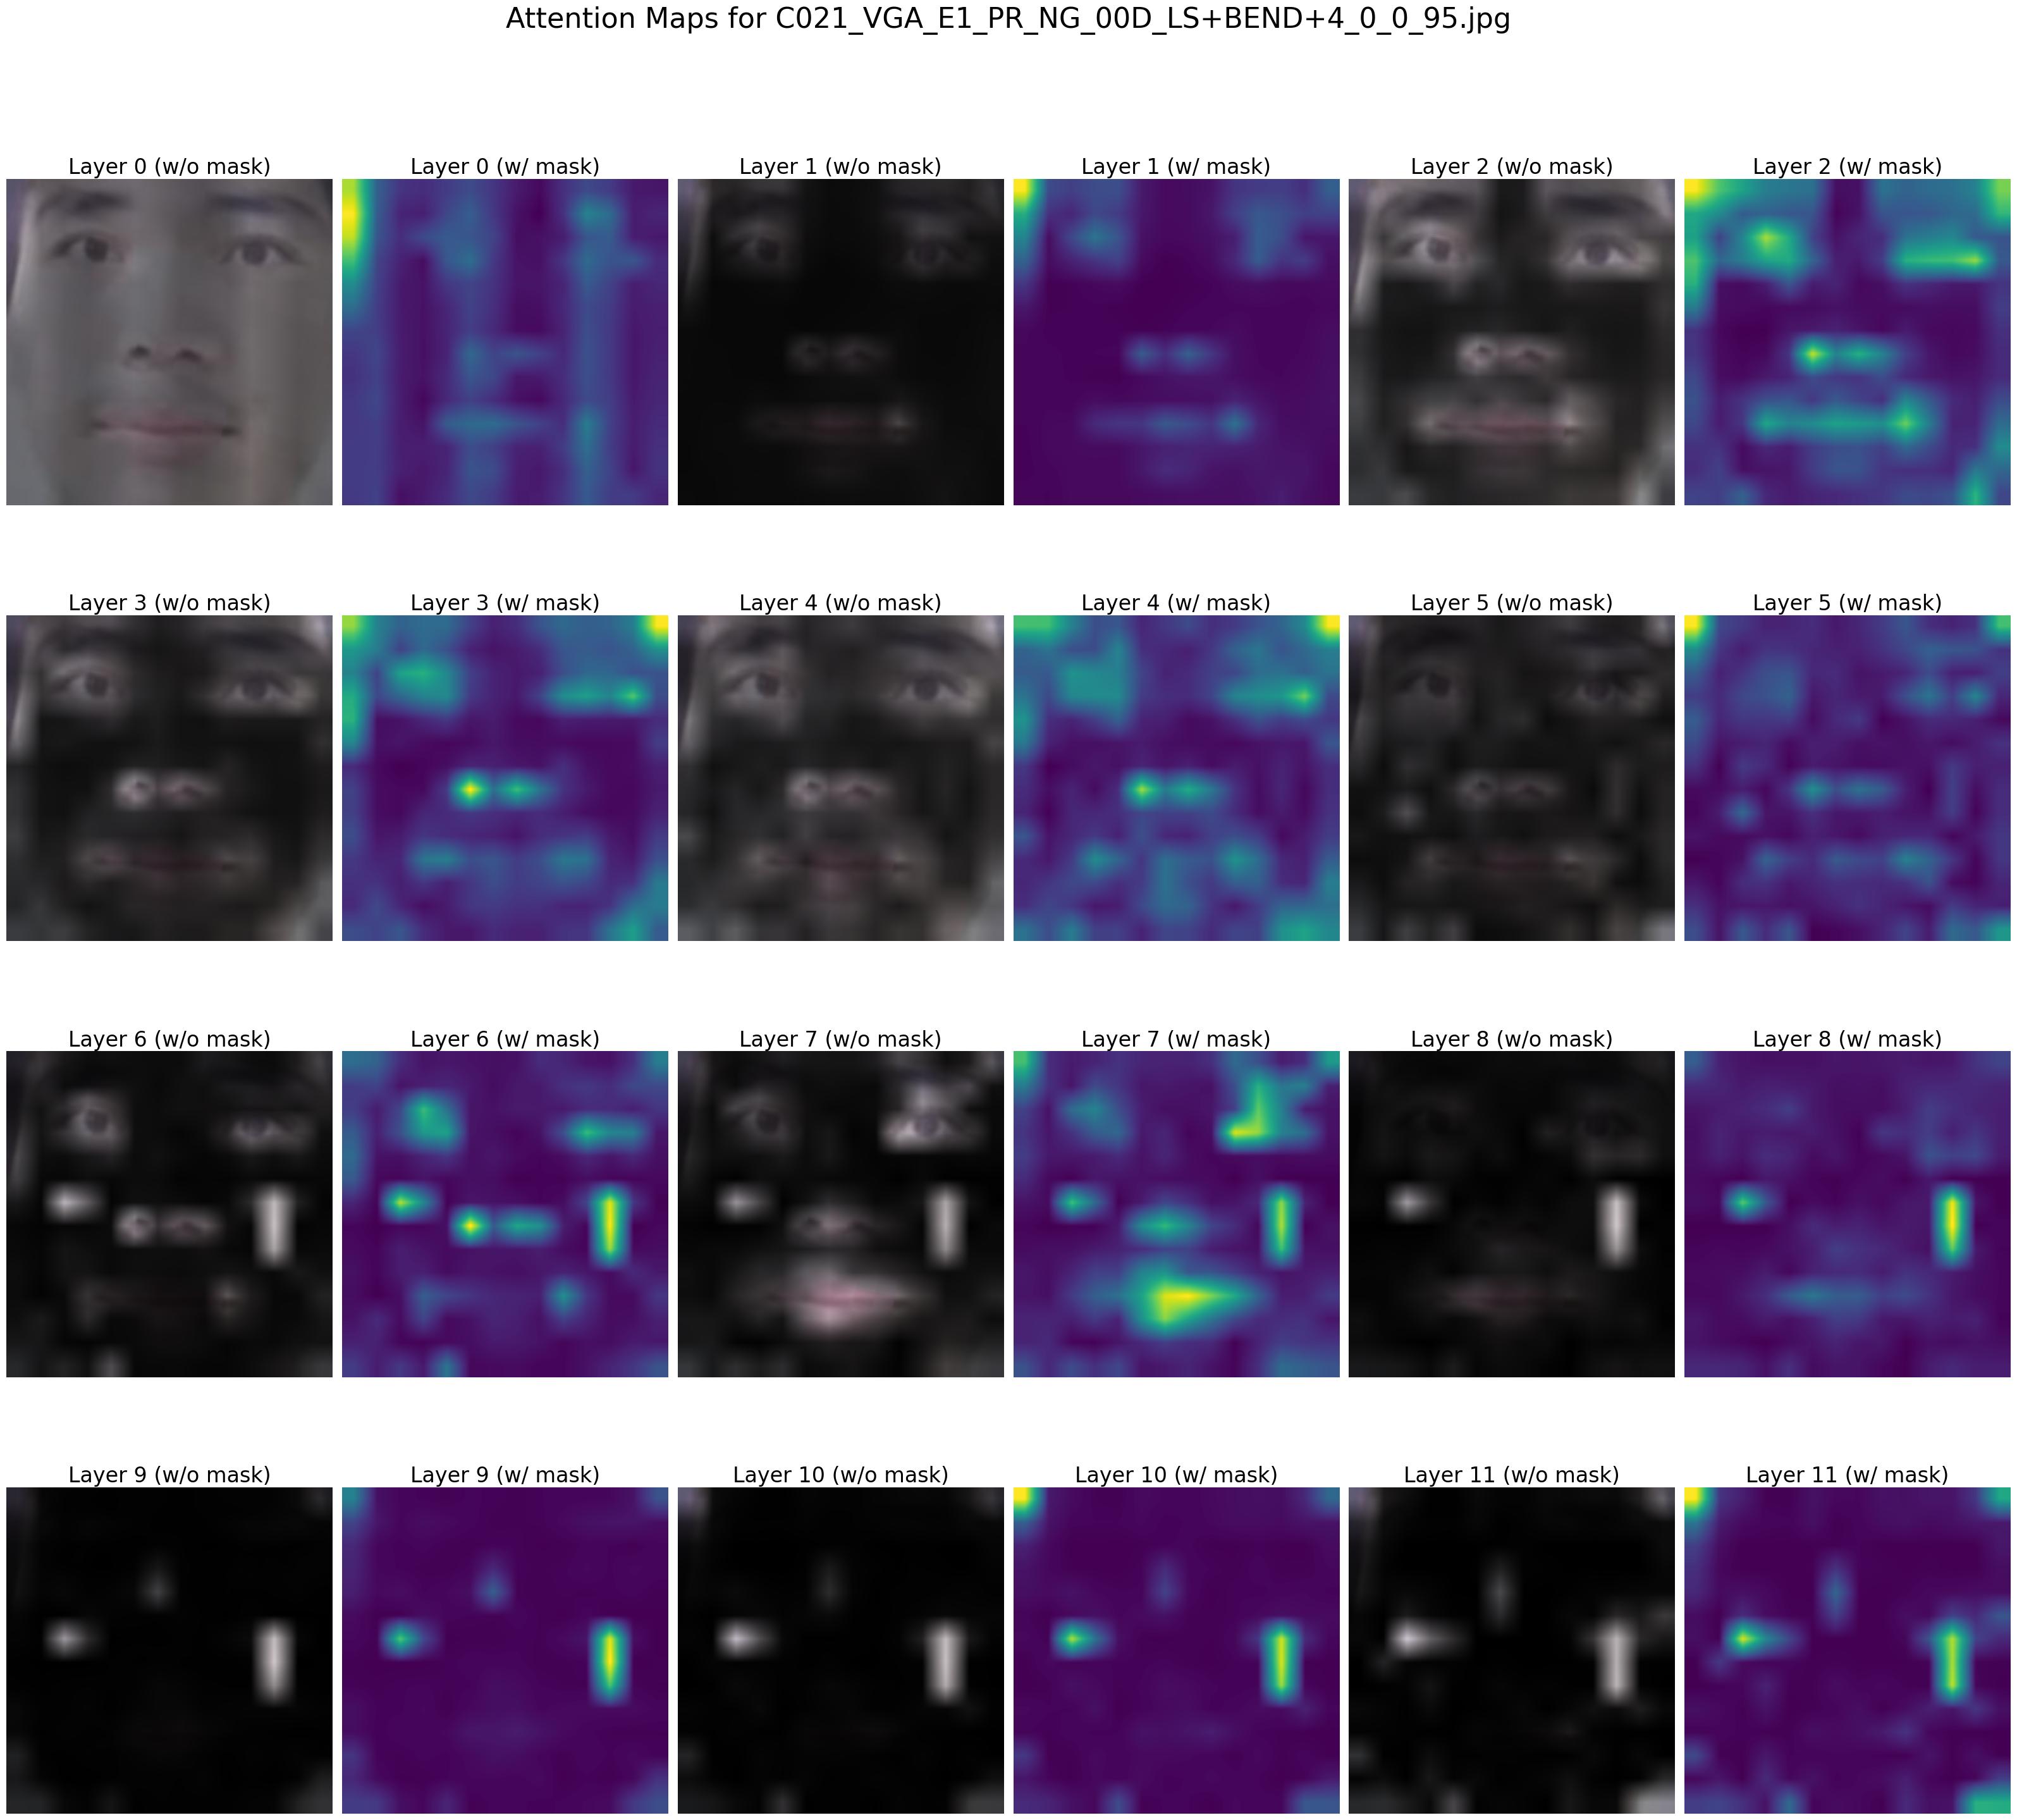 Attention Maps for C021_VGA_E1_PR_NG_00D_LS+BEND+4_0_0_95.jpg
Layer 0 (w/o mask)
Layer 0 (w/ mask)
Layer 1 (w/o mask)
Layer 1 (w/ mask)
Layer 2 (w/o mask)
Layer 2 (w/ mask)
Layer 3 (w/o mask)
Layer 3 (w/ mask)
Layer 4 (w/o mask)
Layer 4 (w/ mask)
Layer 5 (w/o mask)
Layer 5 (w/ mask)
Layer 6 (w/o mask)
Layer 6 (w/ mask)
Layer 7 (w/o mask)
Layer 7 (w/ mask)
Layer 8 (w/o mask)
Layer 8 (w/ mask)
Layer 9 (w/o mask)
Layer 9 (w/ mask)
Layer 10 (w/o mask)
Layer 10 (w/ mask)
Layer 11 (w/o mask)
Layer 11 (w/ mask)